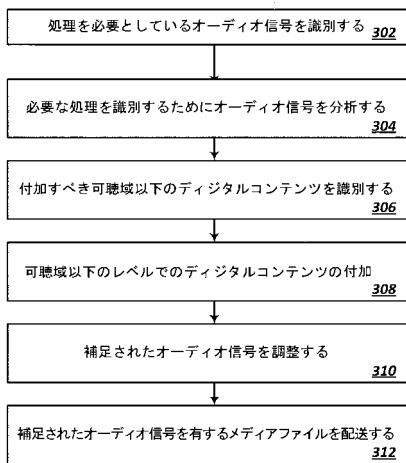 処理を必要としているオーディオ信号を識別する
302
必要な処理を識別するためにオーディオ信号を分析する
304
付加すべき可聴域以下のディジタルコンテンツを識別する
306
可聴域以下のレベルでのディジタルコンテンツの付加
308
補足されたオーディオ信号を調整する
310
補足されたオーディオ信号を有するメディアファイルを配送する
312